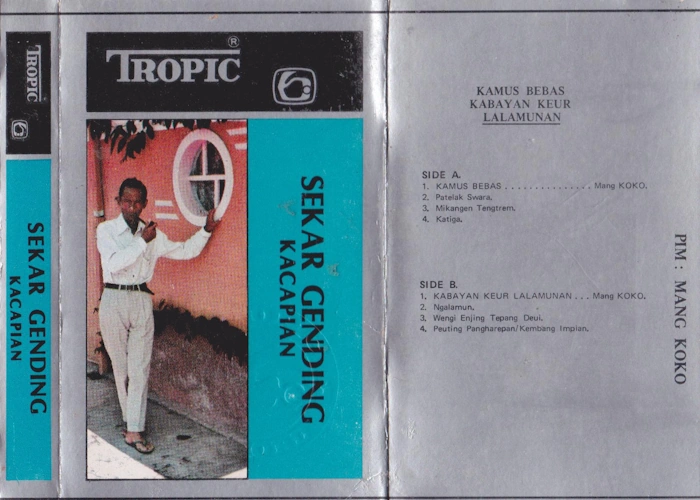 TROPIC
SEKAR GENDING
KACAPIAN
TROPIC ®
SEKAR GENDING
KACAPIAN
KAMUS BEBAS
KABAYAN KEUR
LALAMUNAN
SIDE A.
1. KAMUS BEBAS . . . . . . . . . . . . . . . Mang KOKO.
2. Patelak Swara.
3. Mikangen Tengtrem.
4. Katiga.
SIDE B.
1. KABAYAN KEUR LALAMUNAN . . . Mang KOKO.
2. Ngalamun.
3. Wengi Enjing Tepang Deui.
4. Peuting Pangharepan/Kembang Impian.
PIM : MANG KOKO